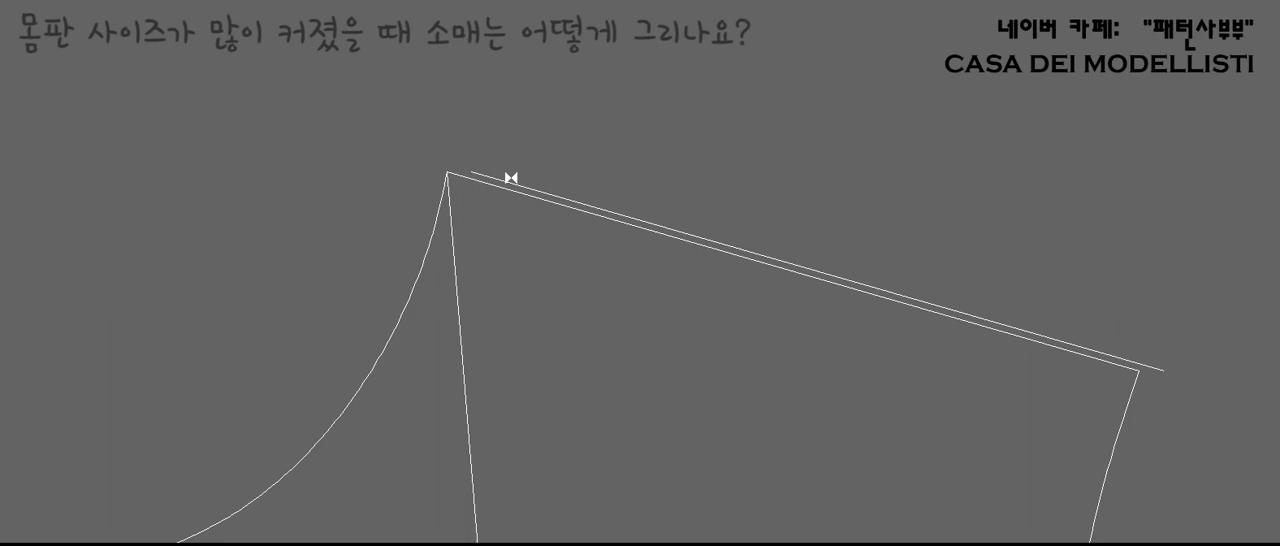 몸판 사이즈가 많이 커졌을 때 소매는 어떻게 그리나요?
네이버 카페: "패턴사부부"
CASA DEI MODELLISTI